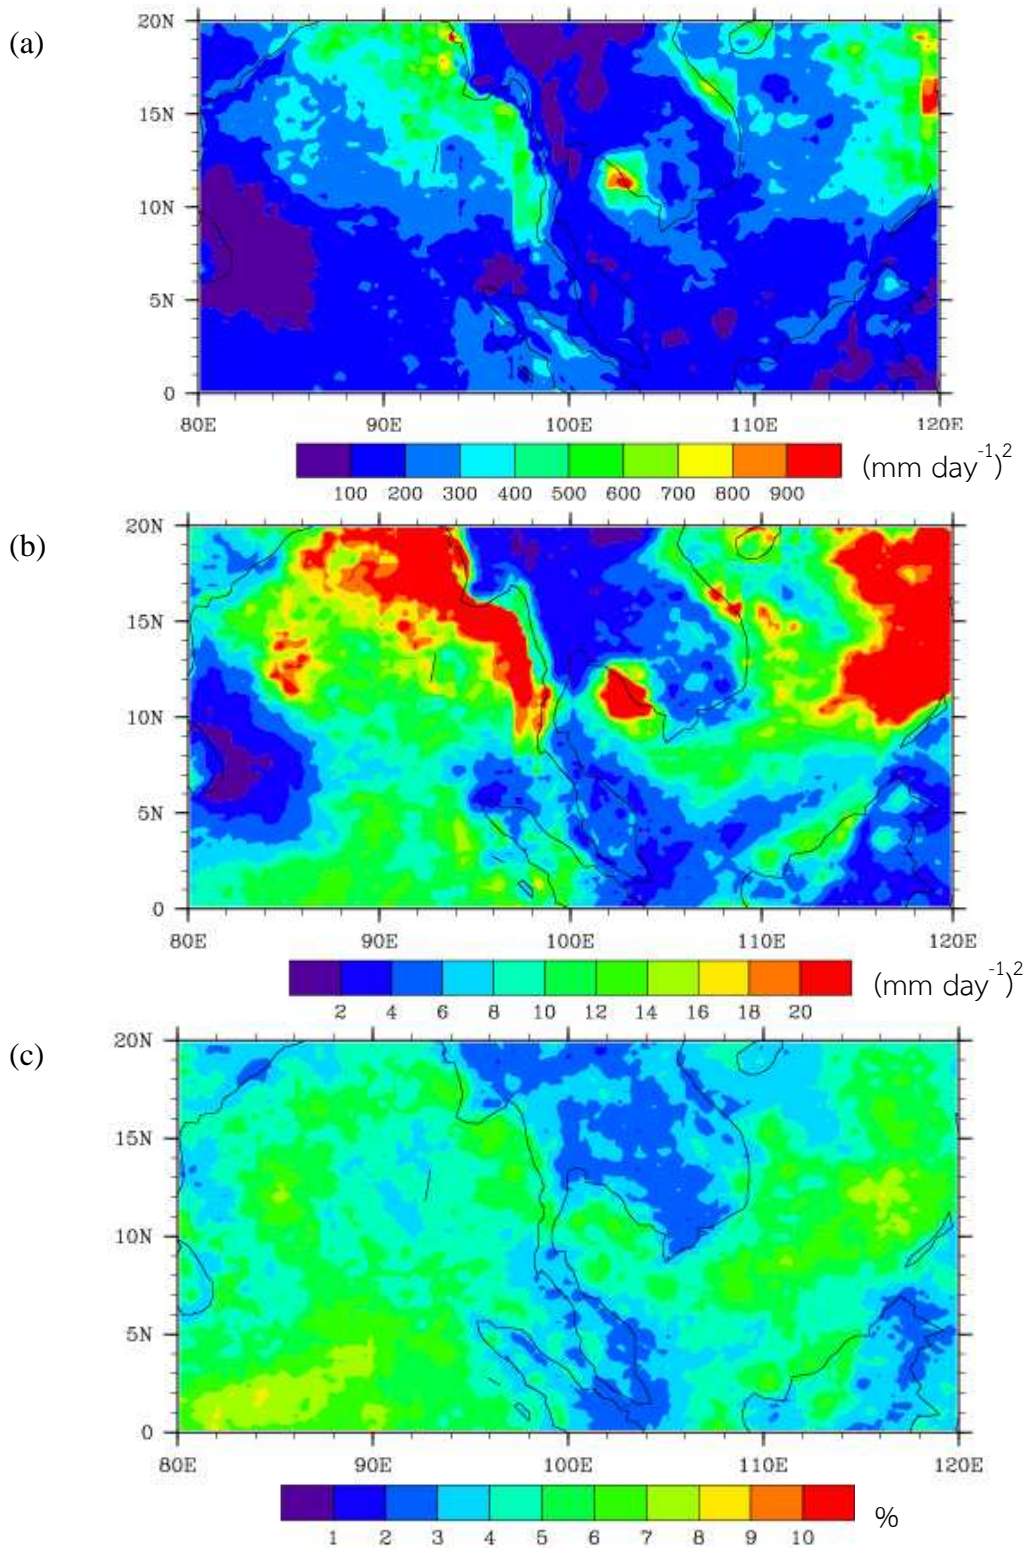 (a)
20N
15N
10N
5N
0
80E 90E 100E 110E 120E
100 200 300 400 500 600 700 800 900
(mm day⁻¹)²
(b)
20N
15N
10N
5N
0
80E 90E 100E 110E 120E
2 4 6 8 10 12 14 16 18 20
(mm day⁻¹)²
(c)
20N
15N
10N
5N
0
80E 90E 100E 110E 120E
1 2 3 4 5 6 7 8 9 10
%